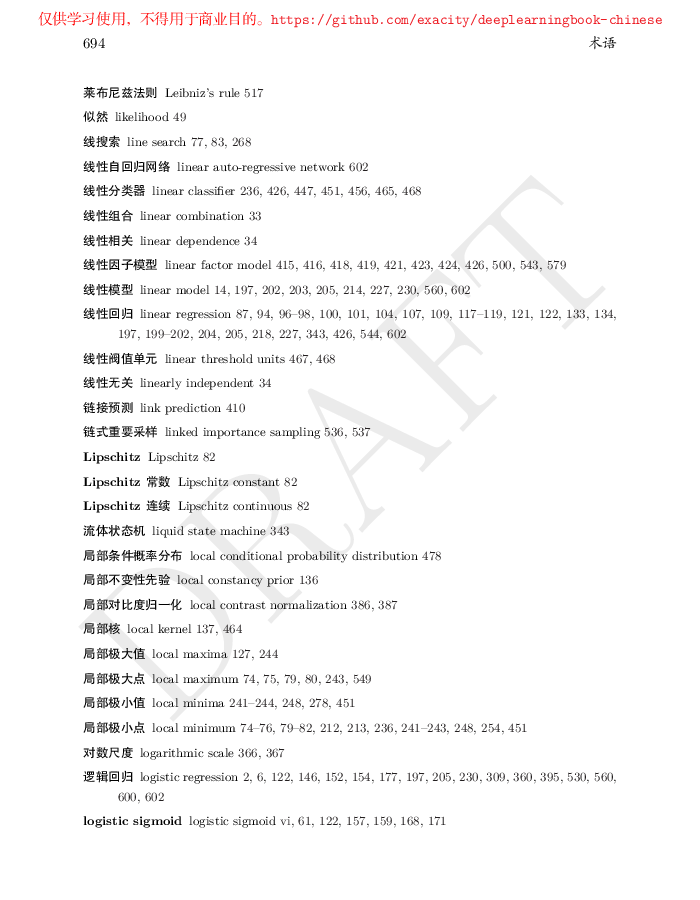 仅供学习使用，不得用于商业目的。https://github.com/exacity/deeplearningbook-chinese
694 术语
莱布尼兹法则 Leibniz's rule 517
似然 likelihood 49
线搜索 line search 77, 83, 268
线性自回归网络 linear auto-regressive network 602
线性分类器 linear classifier 236, 426, 447, 451, 456, 465, 468
线性组合 linear combination 33
线性相关 linear dependence 34
线性因子模型 linear factor model 415, 416, 418, 419, 421, 423, 424, 426, 500, 543, 579
线性模型 linear model 14, 197, 202, 203, 205, 214, 227, 230, 560, 602
线性回归 linear regression 87, 94, 96–98, 100, 101, 104, 107, 109, 117–119, 121, 122, 133, 134,
197, 199–202, 204, 205, 218, 227, 343, 426, 544, 602
线性阀值单元 linear threshold units 467, 468
线性无关 linearly independent 34
链接预测 link prediction 410
链式重要采样 linked importance sampling 536, 537
Lipschitz Lipschitz 82
Lipschitz 常数 Lipschitz constant 82
Lipschitz 连续 Lipschitz continuous 82
流体状态机 liquid state machine 343
局部条件概率分布 local conditional probability distribution 478
局部不变性先验 local constancy prior 136
局部对比度归一化 local contrast normalization 386, 387
局部核 local kernel 137, 464
局部极大值 local maxima 127, 244
局部极大点 local maximum 74, 75, 79, 80, 243, 549
局部极小值 local minima 241–244, 248, 278, 451
局部极小点 local minimum 74–76, 79–82, 212, 213, 236, 241–243, 248, 254, 451
对数尺度 logarithmic scale 366, 367
逻辑回归 logistic regression 2, 6, 122, 146, 152, 154, 177, 197, 205, 230, 309, 360, 395, 530, 560,
600, 602
logistic sigmoid logistic sigmoid vi, 61, 122, 157, 159, 168, 171
DRAFT